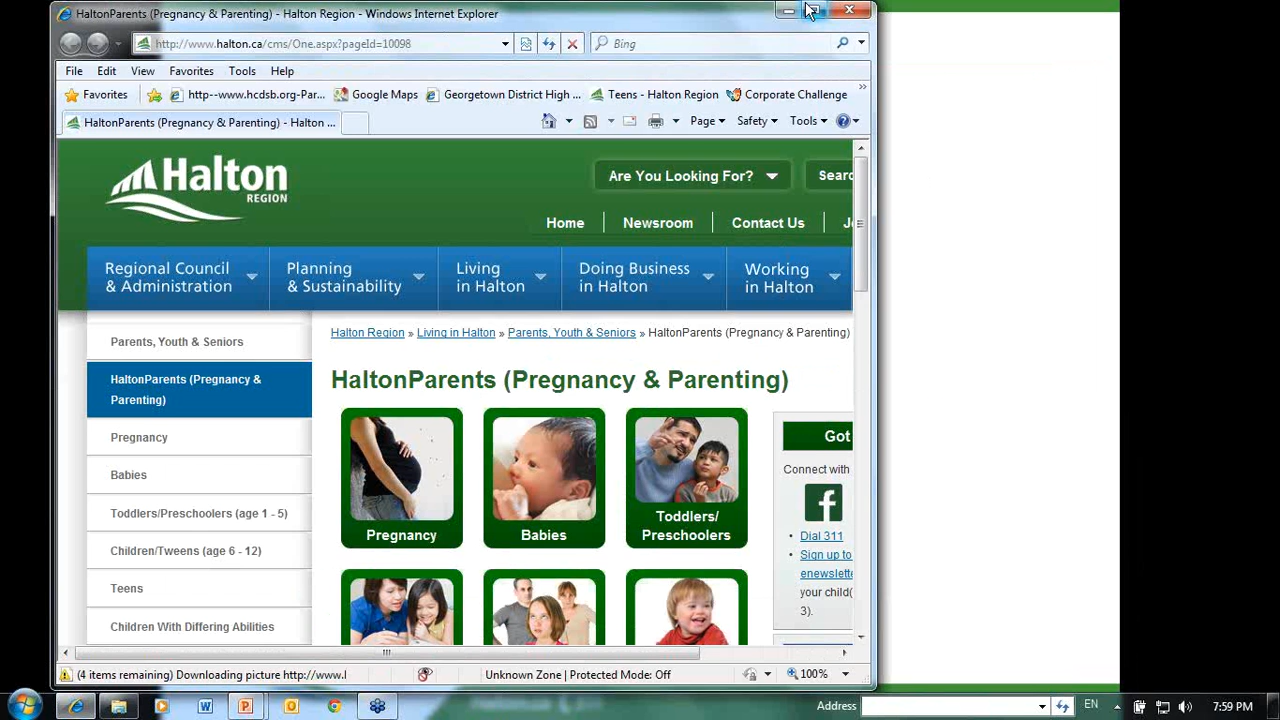 HaltonParents (Pregnancy & Parenting) - Halton Region - Windows Internet Explorer
http://www.halton.ca/cms/One.aspx?pageId=10098
Bing
File Edit View Favorites Tools Help
Favorites http--www.hcdsb.org-Par... Google Maps Georgetown District High ... Teens - Halton Region Corporate Challenge
HaltonParents (Pregnancy & Parenting) - Halton ... Page Safety Tools
Halton
REGION
Are You Looking For? Searc
Home Newsroom Contact Us
Regional Council
& Administration
Planning
& Sustainability
Living
in Halton
Doing Business
in Halton
Working
in Halton
Halton Region » Living in Halton » Parents, Youth & Seniors » HaltonParents (Pregnancy & Parenting)
Parents, Youth & Seniors
HaltonParents (Pregnancy &
Parenting)
Pregnancy
Babies
Toddlers/Preschoolers (age 1 - 5)
Children/Tweens (age 6 - 12)
Teens
Children With Differing Abilities
HaltonParents (Pregnancy & Parenting)
Pregnancy
Babies
Toddlers/
Preschoolers
Got
Connect with
Dial 311
Sign up to
enewslette
your child(
3).
(4 items remaining) Downloading picture http://www.l Unknown Zone | Protected Mode: Off 100%
Address EN 7:59 PM